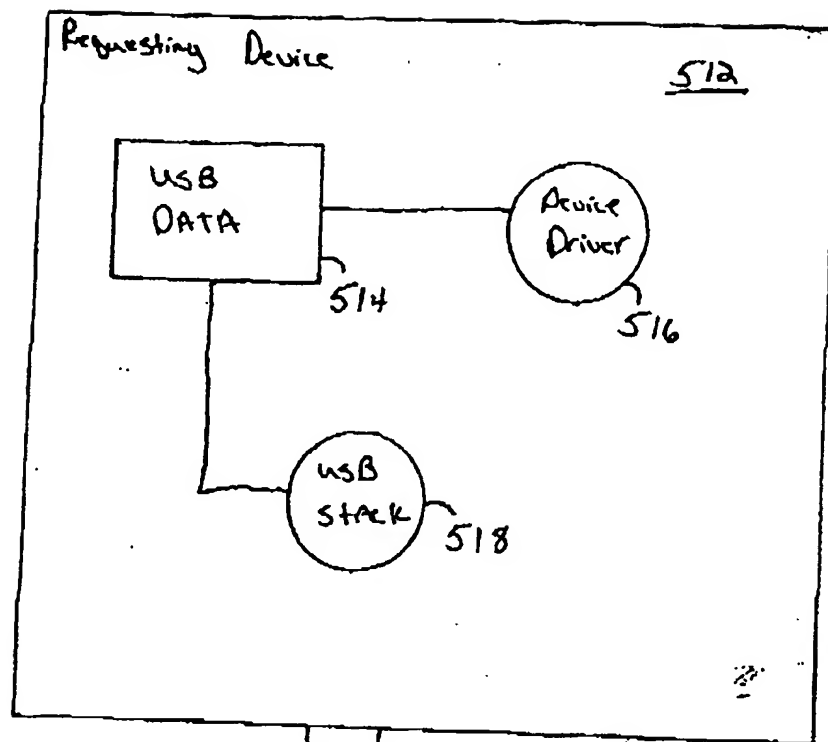 Requesting Device
512
USB
DATA
514
Device
Driver
516
USB
STACK
518